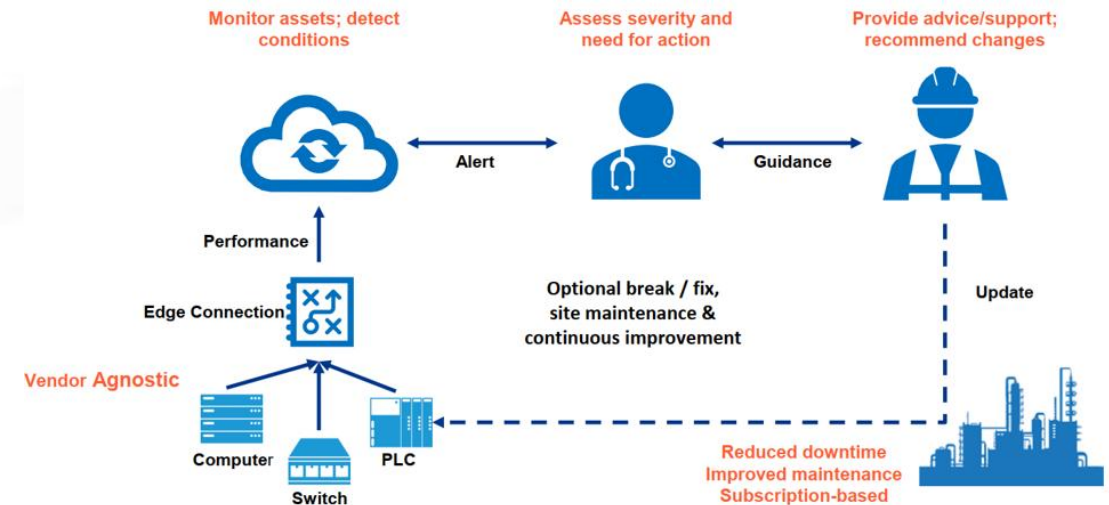 Monitor assets; detect
conditions
Assess severity and
need for action
Provide advice/support;
recommend changes
Alert
Guidance
Performance
Edge Connection
Optional break / fix,
site maintenance &
continuous improvement
Update
Vendor Agnostic
Computer
Switch
PLC
Reduced downtime
Improved maintenance
Subscription-based